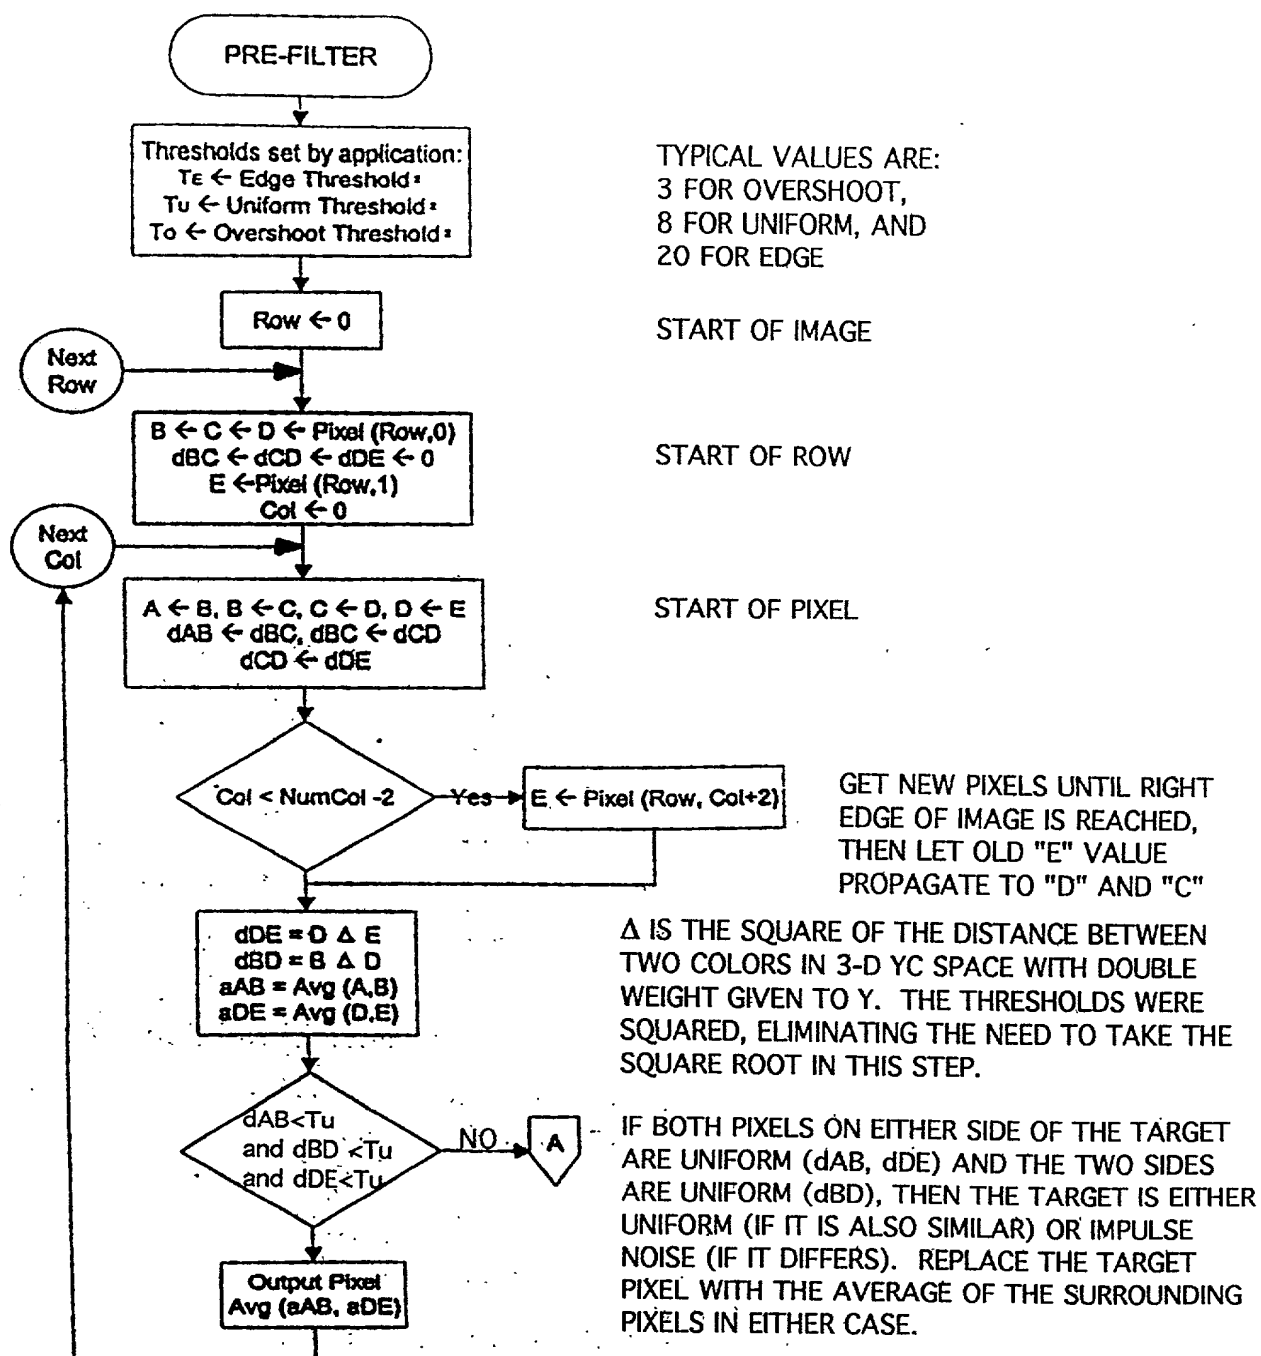 PRE-FILTER
Thresholds set by application:
TE ← Edge Threshold²
Tu ← Uniform Threshold²
To ← Overshoot Threshold²
TYPICAL VALUES ARE:
3 FOR OVERSHOOT,
8 FOR UNIFORM, AND
20 FOR EDGE
Row ← 0
START OF IMAGE
Next
Row
B ← C ← D ← Pixel (Row,0)
dBC ← dCD ← dDE ← 0
E ←Pixel (Row,1)
Col ← 0
START OF ROW
Next
Col
A ← B, B ← C, C ← D, D ← E
dAB ← dBC, dBC ← dCD
dCD ← dDE
START OF PIXEL
Col < NumCol -2
Yes
E ← Pixel (Row, Col+2)
GET NEW PIXELS UNTIL RIGHT
EDGE OF IMAGE IS REACHED,
THEN LET OLD "E" VALUE
PROPAGATE TO "D" AND "C"
dDE = D Δ E
dBD = B Δ D
aAB = Avg (A,B)
aDE = Avg (D,E)
Δ IS THE SQUARE OF THE DISTANCE BETWEEN
TWO COLORS IN 3-D YC SPACE WITH DOUBLE
WEIGHT GIVEN TO Y. THE THRESHOLDS WERE
SQUARED, ELIMINATING THE NEED TO TAKE THE
SQUARE ROOT IN THIS STEP.
dAB<Tu
and dBD <Tu
and dDE<Tu
NO
A
IF BOTH PIXELS ON EITHER SIDE OF THE TARGET
ARE UNIFORM (dAB, dDE) AND THE TWO SIDES
ARE UNIFORM (dBD), THEN THE TARGET IS EITHER
UNIFORM (IF IT IS ALSO SIMILAR) OR IMPULSE
NOISE (IF IT DIFFERS). REPLACE THE TARGET
PIXEL WITH THE AVERAGE OF THE SURROUNDING
PIXELS IN EITHER CASE.
Output Pixel
Avg (aAB, aDE)